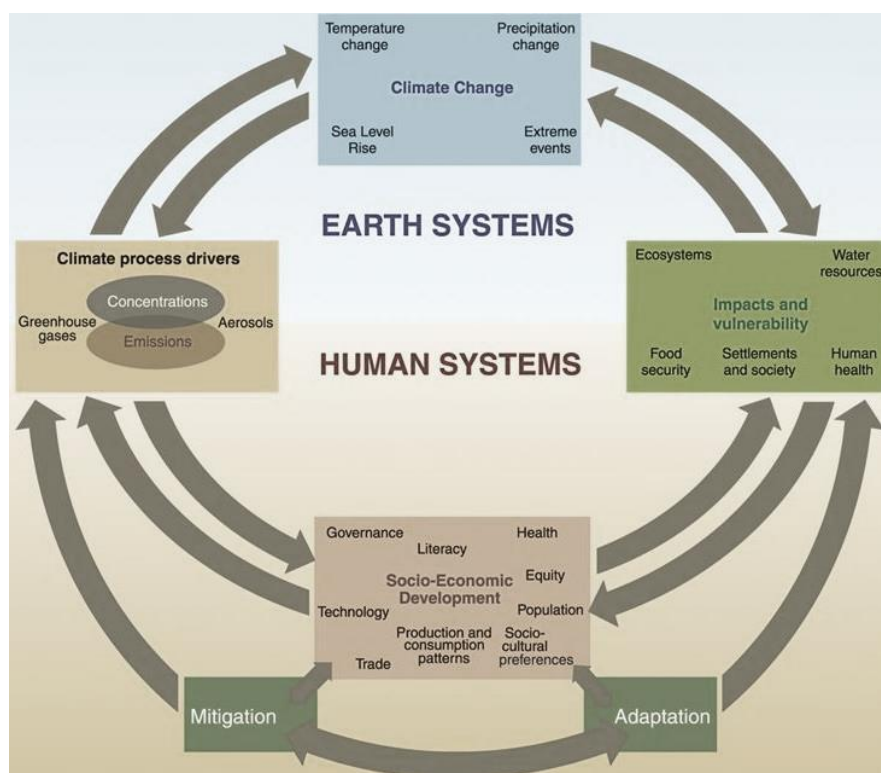 Temperature
change
Precipitation
change
Climate Change
Sea Level
Rise
Extreme
events
EARTH SYSTEMS
Climate process drivers
Concentrations
Greenhouse
gases
Aerosols
Emissions
Ecosystems
Water
resources
Impacts and
vulnerability
Food
security
Settlements
and society
Human
health
HUMAN SYSTEMS
Governance
Literacy
Health
Socio-Economic
Development
Equity
Technology
Population
Production and
consumption
patterns
Socio-
cultural
preferences
Trade
Mitigation
Adaptation